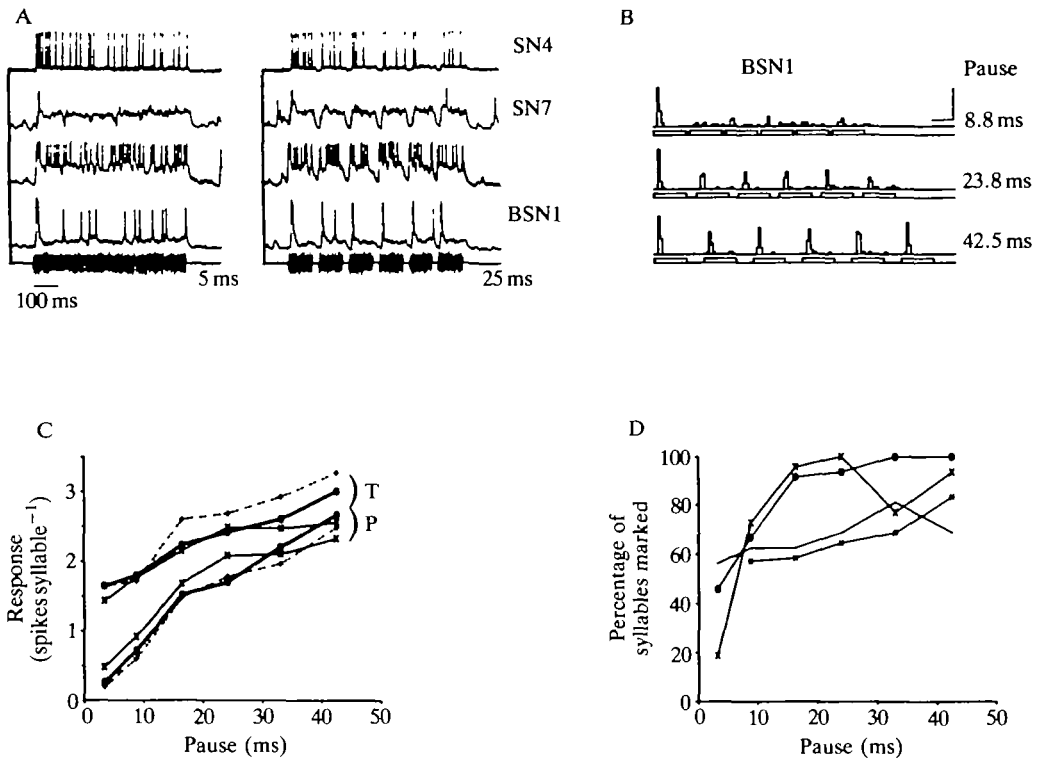 A
SN4
SN7
BSN1
5 ms
25 ms
100 ms
B
BSN1
Pause
8.8 ms
23.8 ms
42.5 ms
C
Response
(spikes syllable⁻¹)
3
2
1
0
T
P
0 10 20 30 40 50
Pause (ms)
D
Percentage of
syllables marked
100
80
60
40
20
0
0 10 20 30 40 50
Pause (ms)